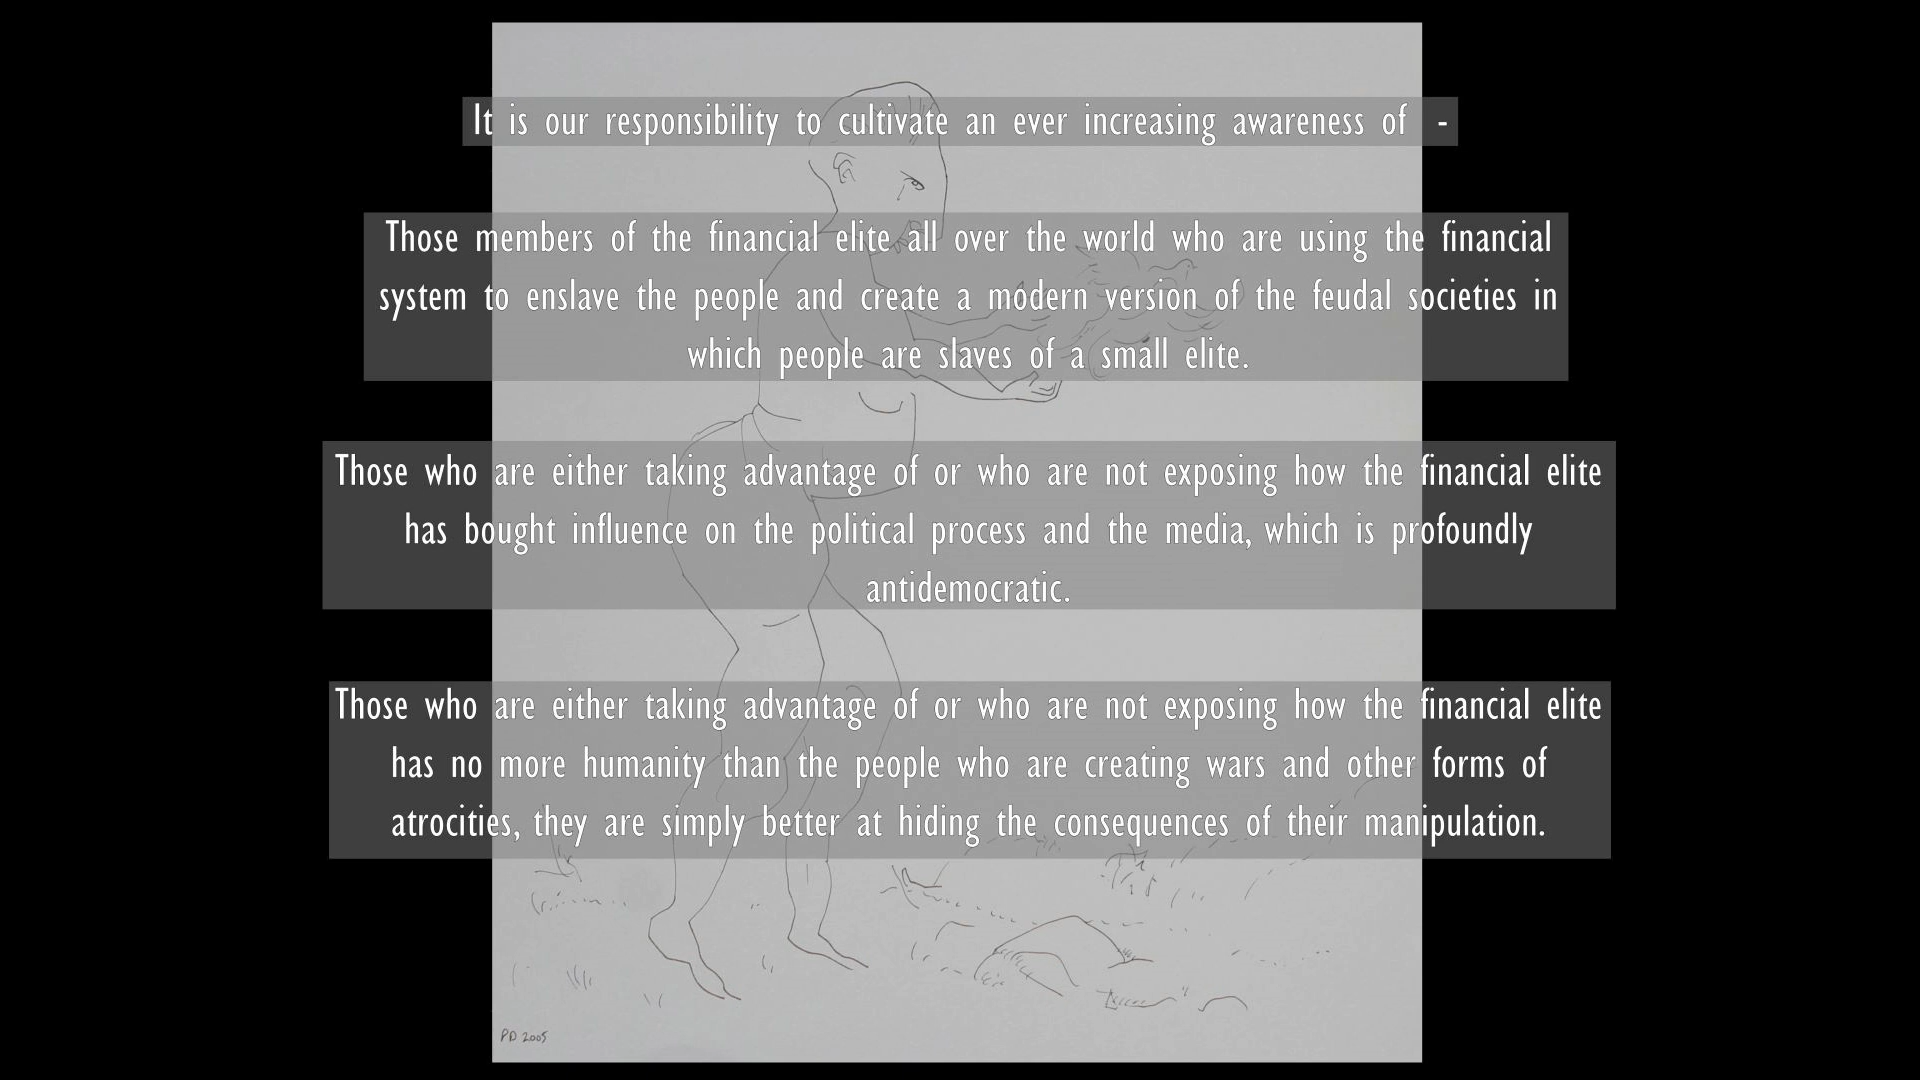 It is our responsibility to cultivate an ever increasing awareness of -
Those members of the financial elite all over the world who are using the financial
system to enslave the people and create a modern version of the feudal societies in
which people are slaves of a small elite.
Those who are either taking advantage of or who are not exposing how the financial elite
has bought influence on the political process and the media, which is profoundly
antidemocratic.
Those who are either taking advantage of or who are not exposing how the financial elite
has no more humanity than the people who are creating wars and other forms of
atrocities, they are simply better at hiding the consequences of their manipulation.
PD 2005